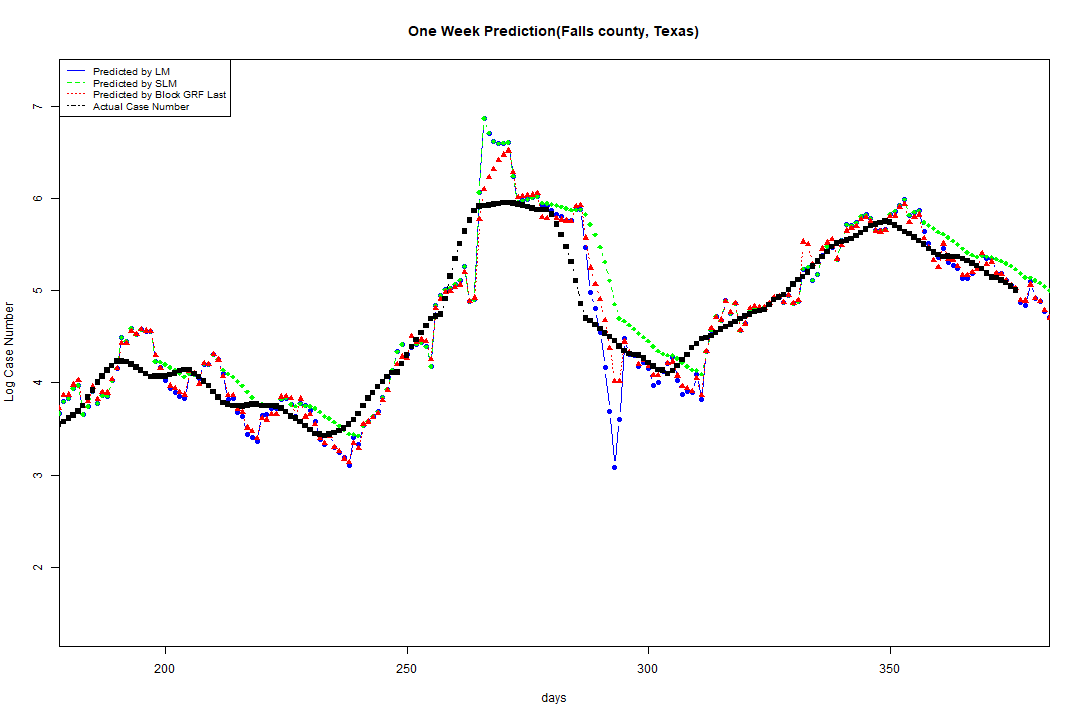 One Week Prediction(Falls county, Texas)
Predicted by LM
Predicted by SLM
Predicted by Block GRF Last
Actual Case Number
7
6
5
4
3
2
Log Case Number
200 250 300 350
days